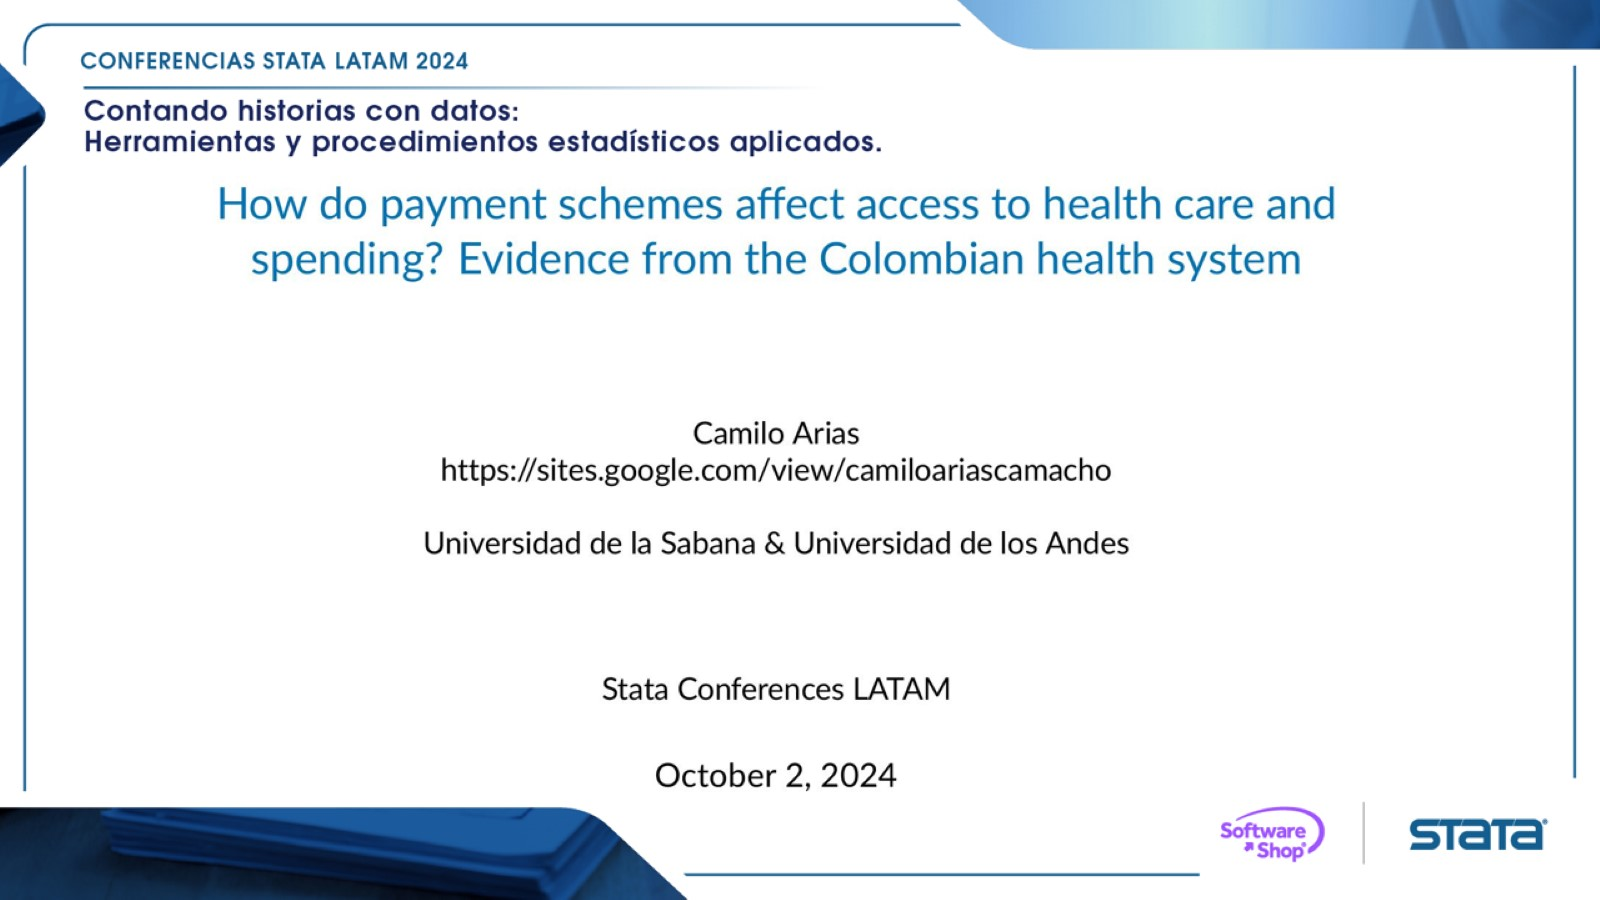 CONFERENCIAS STATA LATAM 2024
Contando historias con datos:
Herramientas y procedimientos estadísticos aplicados.
How do payment schemes affect access to health care and
spending? Evidence from the Colombian health system
Camilo Arias
https://sites.google.com/view/camiloariascamacho
Universidad de la Sabana & Universidad de los Andes
Stata Conferences LATAM
October 2, 2024
Software
Shop
STATA